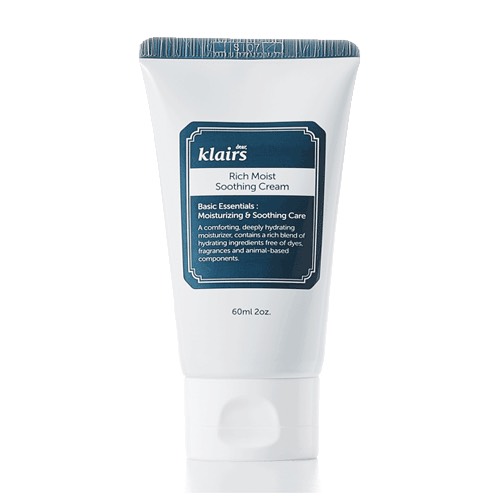 S 07
dear,
klairs
Rich Moist
Soothing Cream
Basic Essentials :
Moisturizing & Soothing Care
A comforting, deeply hydrating
moisturizer, contains a rich blend of
hydrating ingredients free of dyes,
fragrances and animal-based
components.
60ml 2oz.